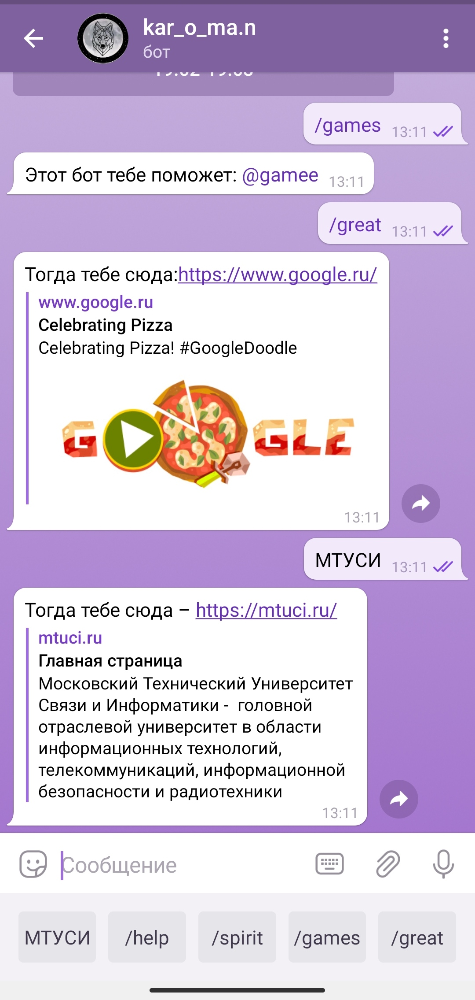 kar_o_ma.n
бот
/games 13:11
Этот бот тебе поможет: @gamee 13:11
/great 13:11
Тогда тебе сюда:https://www.google.ru/
www.google.ru
Celebrating Pizza
Celebrating Pizza! #GoogleDoodle
G GLE
13:11
МТУСИ 13:11
Тогда тебе сюда – https://mtuci.ru/
mtuci.ru
Главная страница
Московский Технический Университет
Связи и Информатики -  головной
отраслевой университет в области
информационных технологий,
телекоммуникаций, информационной
безопасности и радиотехники
13:11
Сообщение
МТУСИ /help /spirit /games /great